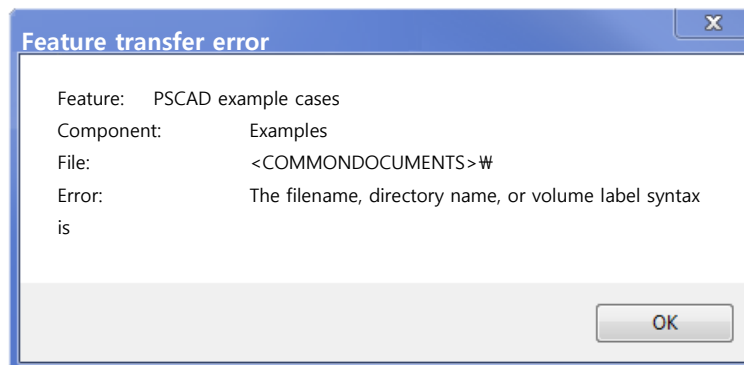 Feature transfer error
Feature: PSCAD example cases
Component: Examples
File: <COMMONDOCUMENTS>₩
Error: The filename, directory name, or volume label syntax
is
OK